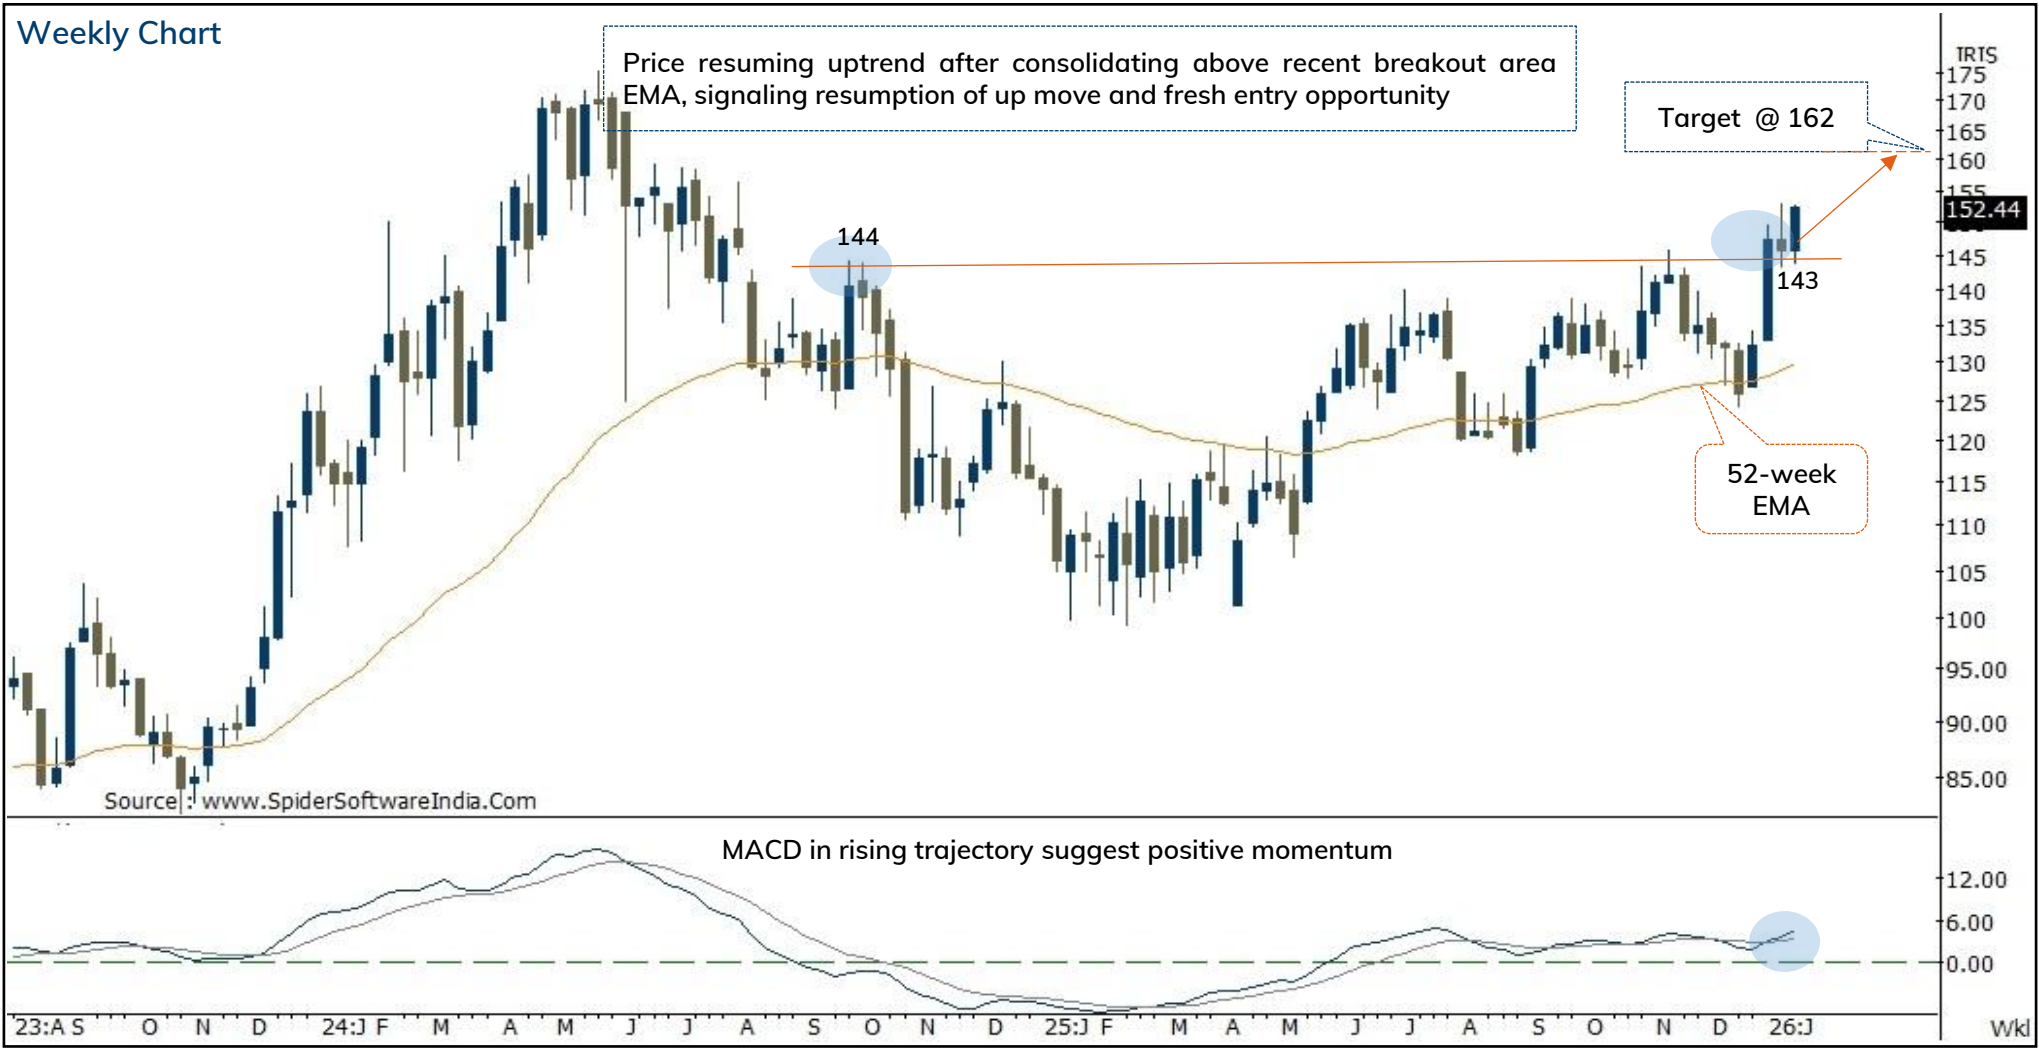 Weekly Chart
Price resuming uptrend after consolidating above recent breakout area
EMA, signaling resumption of up move and fresh entry opportunity
IRIS
Target @ 162
175
170
165
160
155
152.44
145
140
135
130
125
120
115
110
105
100
95.00
90.00
85.00
144
143
52-week
EMA
Source : www.SpiderSoftwareIndia.Com
MACD in rising trajectory suggest positive momentum
12.00
6.00
0.00
23:A S O N D 24:J F M A M J J A S O N D 25:J F M A M J J A S O N D 26:J
Wkl